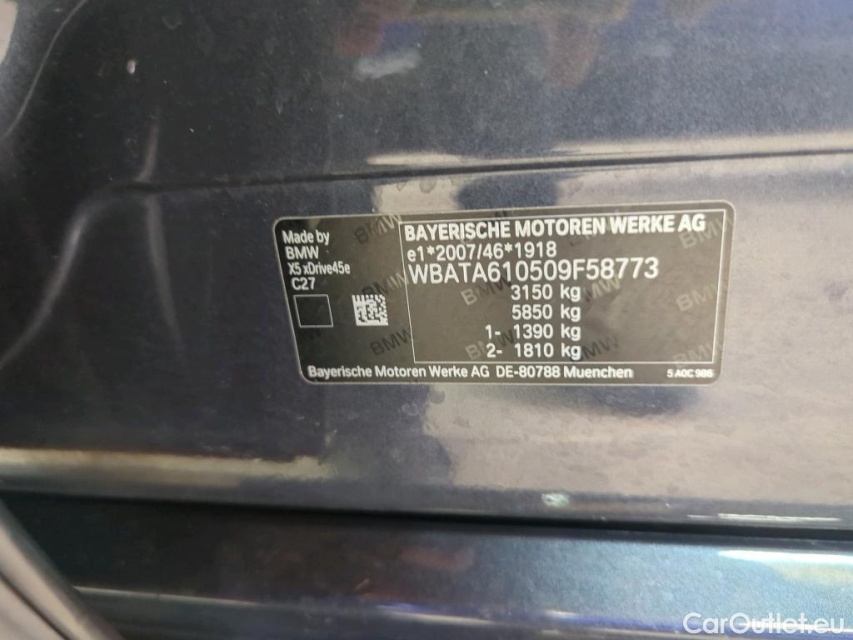 Made by
BMW
X5 xDrive45e
C27
BAYERISCHE MOTOREN WERKE AG
e1*2007/46*1918
WBATA610509F58773
3150 kg
5850 kg
1- 1390 kg
2- 1810 kg
Bayerische Motoren Werke AG DE-80788 Muenchen
5 A0C 986
CarOutlet.eu